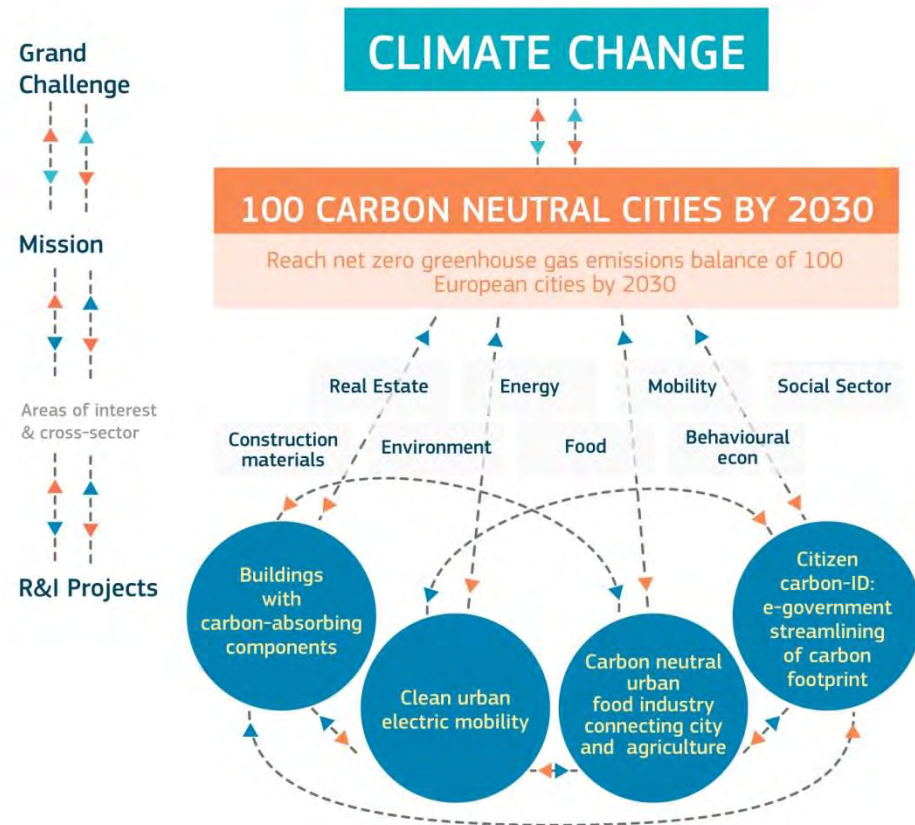 Grand
Challenge
Mission
Areas of interest
& cross-sector
R&I Projects
CLIMATE CHANGE
100 CARBON NEUTRAL CITIES BY 2030
Reach net zero greenhouse gas emissions balance of 100
European cities by 2030
Real Estate
Energy
Mobility
Social Sector
Construction
materials
Environment
Food
Behavioural
econ
Buildings
with
carbon-absorbing
components
Clean urban
electric mobility
Carbon neutral
urban
food industry
connecting city
and agriculture
Citizen
carbon-ID:
e-government
streamlining
of carbon
footprint